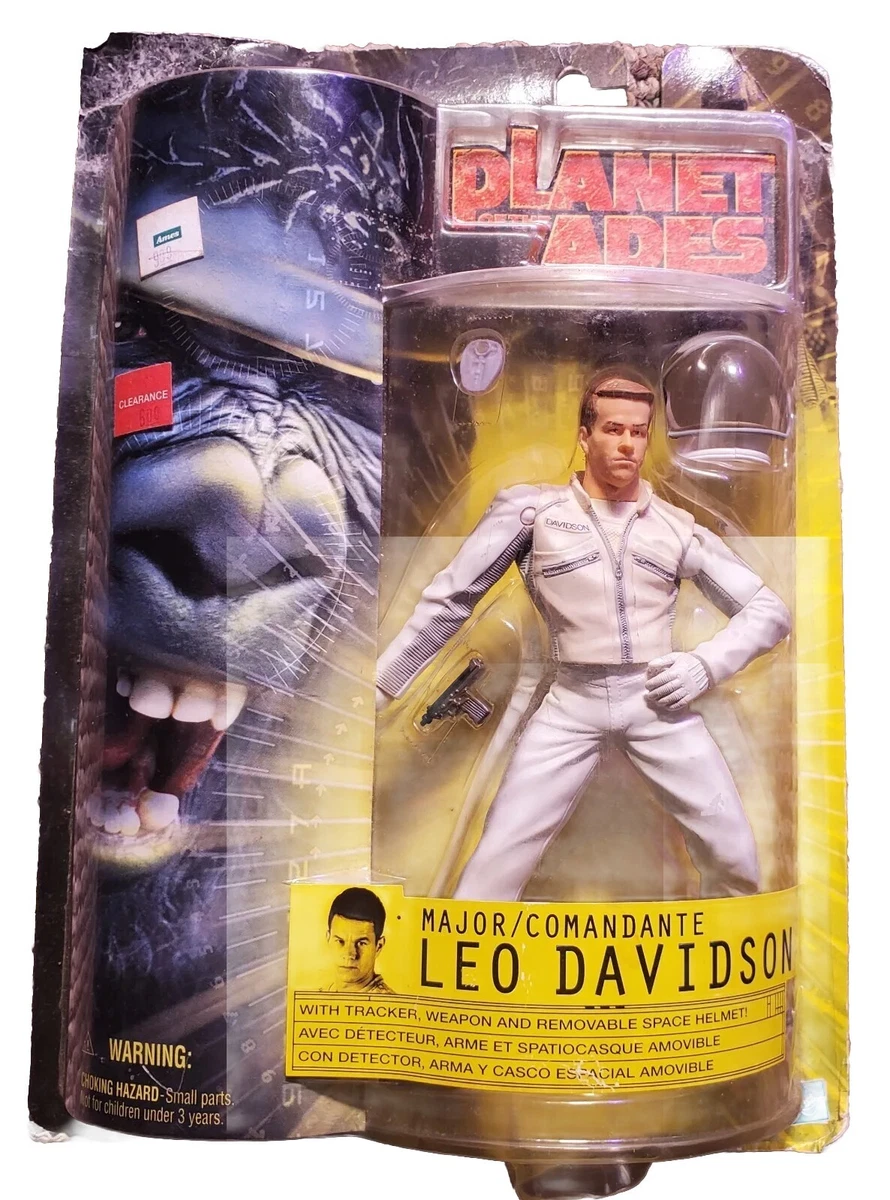 PLANET
OF THE
APES
Ames
CLEARANCE
DAVIDSON
MAJOR/COMANDANTE
LEO DAVIDSON
WITH TRACKER, WEAPON AND REMOVABLE SPACE HELMET!
AVEC DÉTECTEUR, ARME ET SPATIOCASQUE AMOVIBLE
CON DETECTOR, ARMA Y CASCO ESPACIAL AMOVIBLE
WARNING:
CHOKING HAZARD-Small parts.
Not for children under 3 years.